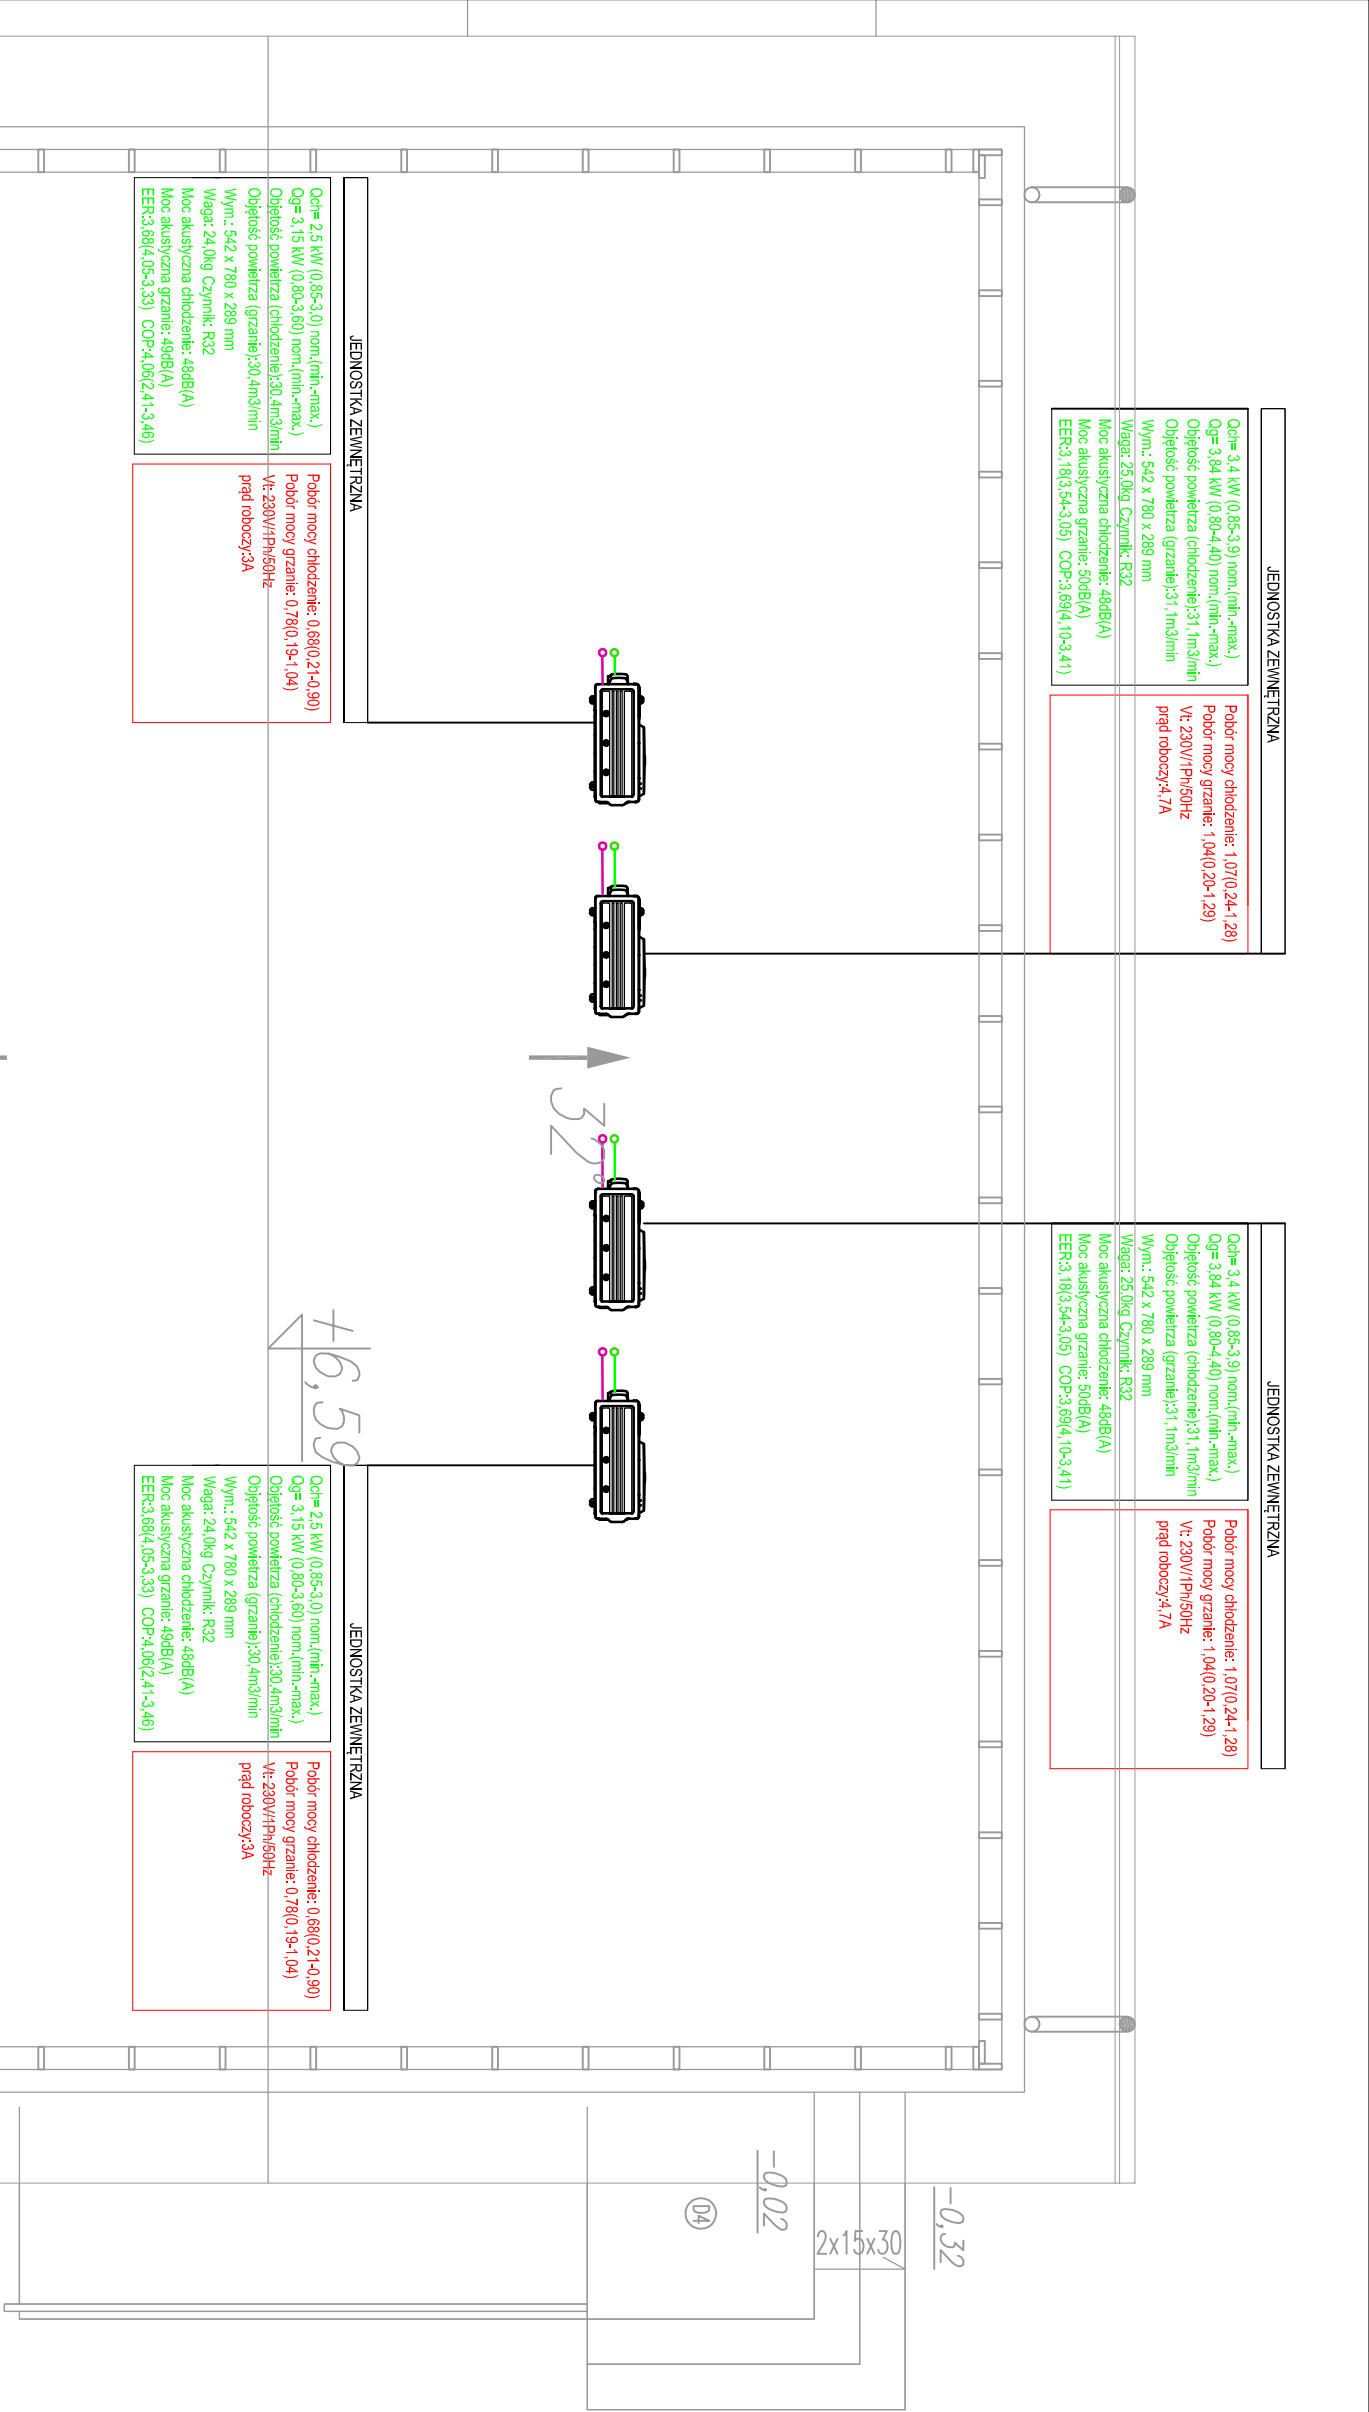 JEDNOSTKA ZEWNĘTRZNA
Qch= 3,4 kW (0,85-3,9) nom.(min.-max.)
Qg= 3,84 kW (0,80-4,40) nom.(min.-max.)
Objętość powietrza (chłodzenie):31,1m3/min
Objętość powietrza (grzanie):31,1m3/min
Wym.: 542 x 780 x 289 mm
Waga: 25,0kg Czynnik: R32
Moc akustyczna chłodzenie: 48dB(A)
Moc akustyczna grzanie: 50dB(A)
EER:3,18(3,54-3,05) COP:3,69(4,10-3,41)
Pobór mocy chłodzenie: 1,07(0,24-1,28)
Pobór mocy grzanie: 1,04(0,20-1,29)
Vt: 230V/1Ph/50Hz
prąd roboczy:4,7A
JEDNOSTKA ZEWNĘTRZNA
Qch= 3,4 kW (0,85-3,9) nom.(min.-max.)
Qg= 3,84 kW (0,80-4,40) nom.(min.-max.)
Objętość powietrza (chłodzenie):31,1m3/min
Objętość powietrza (grzanie):31,1m3/min
Wym.: 542 x 780 x 289 mm
Waga: 25,0kg Czynnik: R32
Moc akustyczna chłodzenie: 48dB(A)
Moc akustyczna grzanie: 50dB(A)
EER:3,18(3,54-3,05) COP:3,69(4,10-3,41)
Pobór mocy chłodzenie: 1,07(0,24-1,28)
Pobór mocy grzanie: 1,04(0,20-1,29)
Vt: 230V/1Ph/50Hz
prąd roboczy:4,7A
-0,32
2x15x30
-0,02
D4
32°
+6,59
JEDNOSTKA ZEWNĘTRZNA
Qch= 2,5 kW (0,85-3,0) nom.(min.-max.)
Qg= 3,15 kW (0,80-3,60) nom.(min.-max.)
Objętość powietrza (chłodzenie):30,4m3/min
Objętość powietrza (grzanie):30,4m3/min
Wym.: 542 x 780 x 289 mm
Waga: 24,0kg Czynnik: R32
Moc akustyczna chłodzenie: 48dB(A)
Moc akustyczna grzanie: 49dB(A)
EER:3,68(4,05-3,33) COP:4,06(2,41-3,46)
Pobór mocy chłodzenie: 0,68(0,21-0,90)
Pobór mocy grzanie: 0,78(0,19-1,04)
Vt: 230V/1Ph/50Hz
prąd roboczy:3A
JEDNOSTKA ZEWNĘTRZNA
Qch= 2,5 kW (0,85-3,0) nom.(min.-max.)
Qg= 3,15 kW (0,80-3,60) nom.(min.-max.)
Objętość powietrza (chłodzenie):30,4m3/min
Objętość powietrza (grzanie):30,4m3/min
Wym.: 542 x 780 x 289 mm
Waga: 24,0kg Czynnik: R32
Moc akustyczna chłodzenie: 48dB(A)
Moc akustyczna grzanie: 49dB(A)
EER:3,68(4,05-3,33) COP:4,06(2,41-3,46)
Pobór mocy chłodzenie: 0,68(0,21-0,90)
Pobór mocy grzanie: 0,78(0,19-1,04)
Vt: 230V/1Ph/50Hz
prąd roboczy:3A